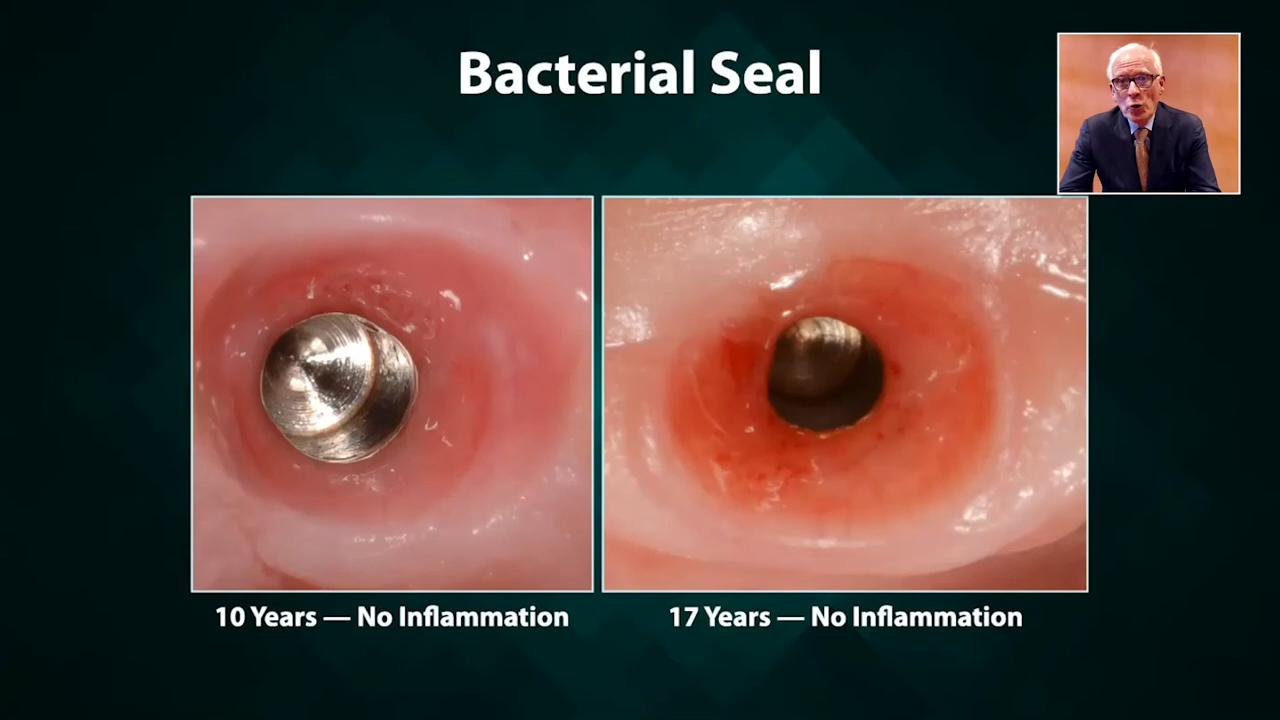 Bacterial Seal
10 Years — No Inflammation
17 Years — No Inflammation